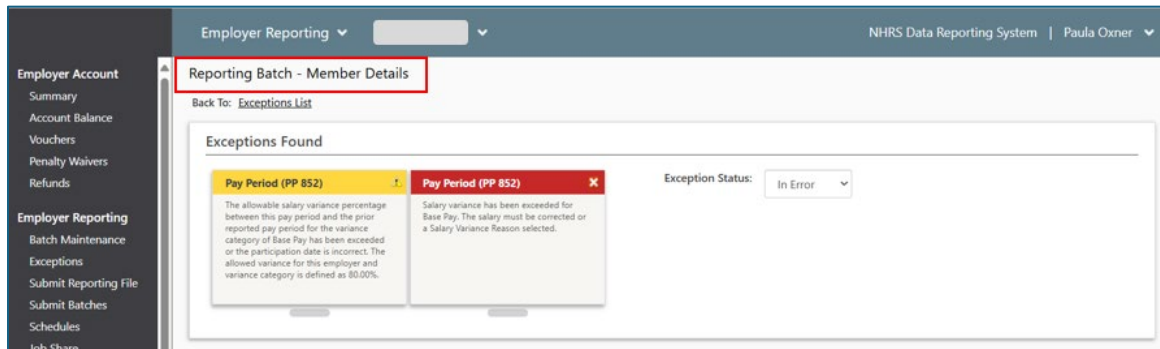 Employer Reporting
NHRS Data Reporting System | Paula Oxner
Employer Account
Summary
Account Balance
Vouchers
Penalty Waivers
Refunds
Employer Reporting
Batch Maintenance
Exceptions
Submit Reporting File
Submit Batches
Schedules
Job Share
Reporting Batch - Member Details
Back To: Exceptions List
Exceptions Found
Pay Period (PP 852)
The allowable salary variance percentage
between this pay period and the prior
reported pay period for the variance
category of Base Pay has been exceeded
or the participation date is incorrect. The
allowed variance for this employer and
variance category is defined as 80.00%.
Pay Period (PP 852)
Salary variance has been exceeded for
Base Pay. The salary must be corrected or
a Salary Variance Reason selected.
Exception Status: In Error